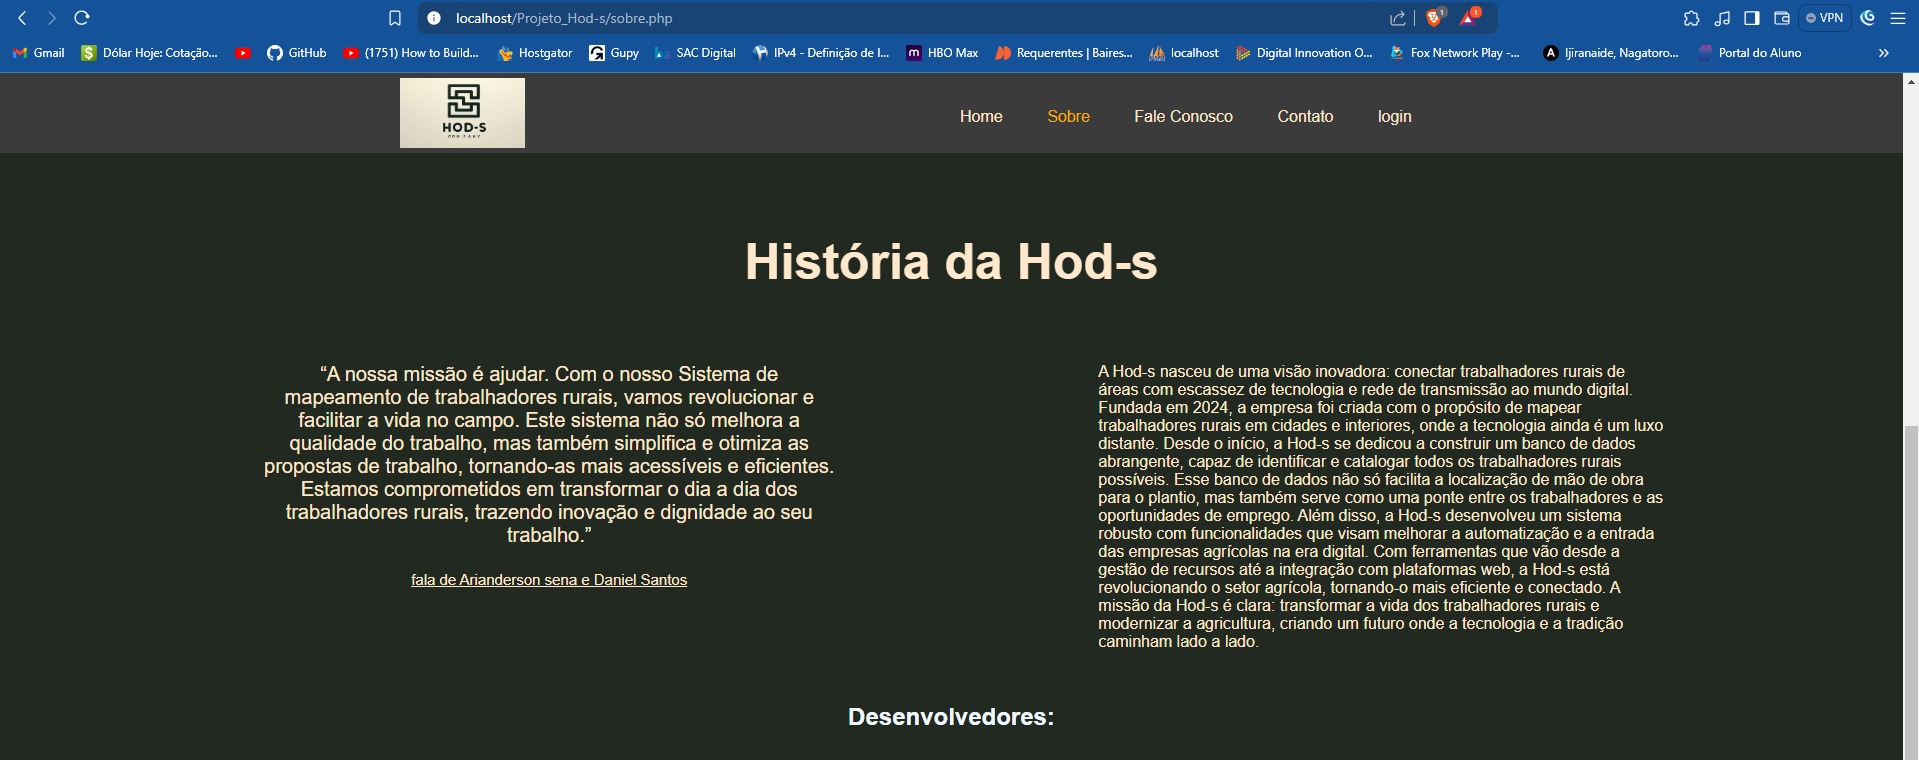 localhost/Projeto_Hod-s/sobre.php
1
1
VPN
Gmail
Dólar Hoje: Cotação...
GitHub
(1751) How to Build...
Hostgator
Gupy
SAC Digital
IPv4 - Definição de I...
HBO Max
Requerentes | Baires...
localhost
Digital Innovation O...
Fox Network Play -...
Ijiranaide, Nagatoro...
Portal do Aluno
HOD-S
COMPANY
Home
Sobre
Fale Conosco
Contato
login
História da Hod-s
“A nossa missão é ajudar. Com o nosso Sistema de
mapeamento de trabalhadores rurais, vamos revolucionar e
facilitar a vida no campo. Este sistema não só melhora a
qualidade do trabalho, mas também simplifica e otimiza as
propostas de trabalho, tornando-as mais acessíveis e eficientes.
Estamos comprometidos em transformar o dia a dia dos
trabalhadores rurais, trazendo inovação e dignidade ao seu
trabalho.”
fala de Arianderson sena e Daniel Santos
A Hod-s nasceu de uma visão inovadora: conectar trabalhadores rurais de
áreas com escassez de tecnologia e rede de transmissão ao mundo digital.
Fundada em 2024, a empresa foi criada com o propósito de mapear
trabalhadores rurais em cidades e interiores, onde a tecnologia ainda é um luxo
distante. Desde o início, a Hod-s se dedicou a construir um banco de dados
abrangente, capaz de identificar e catalogar todos os trabalhadores rurais
possíveis. Esse banco de dados não só facilita a localização de mão de obra
para o plantio, mas também serve como uma ponte entre os trabalhadores e as
oportunidades de emprego. Além disso, a Hod-s desenvolveu um sistema
robusto com funcionalidades que visam melhorar a automatização e a entrada
das empresas agrícolas na era digital. Com ferramentas que vão desde a
gestão de recursos até a integração com plataformas web, a Hod-s está
revolucionando o setor agrícola, tornando-o mais eficiente e conectado. A
missão da Hod-s é clara: transformar a vida dos trabalhadores rurais e
modernizar a agricultura, criando um futuro onde a tecnologia e a tradição
caminham lado a lado.
Desenvolvedores: